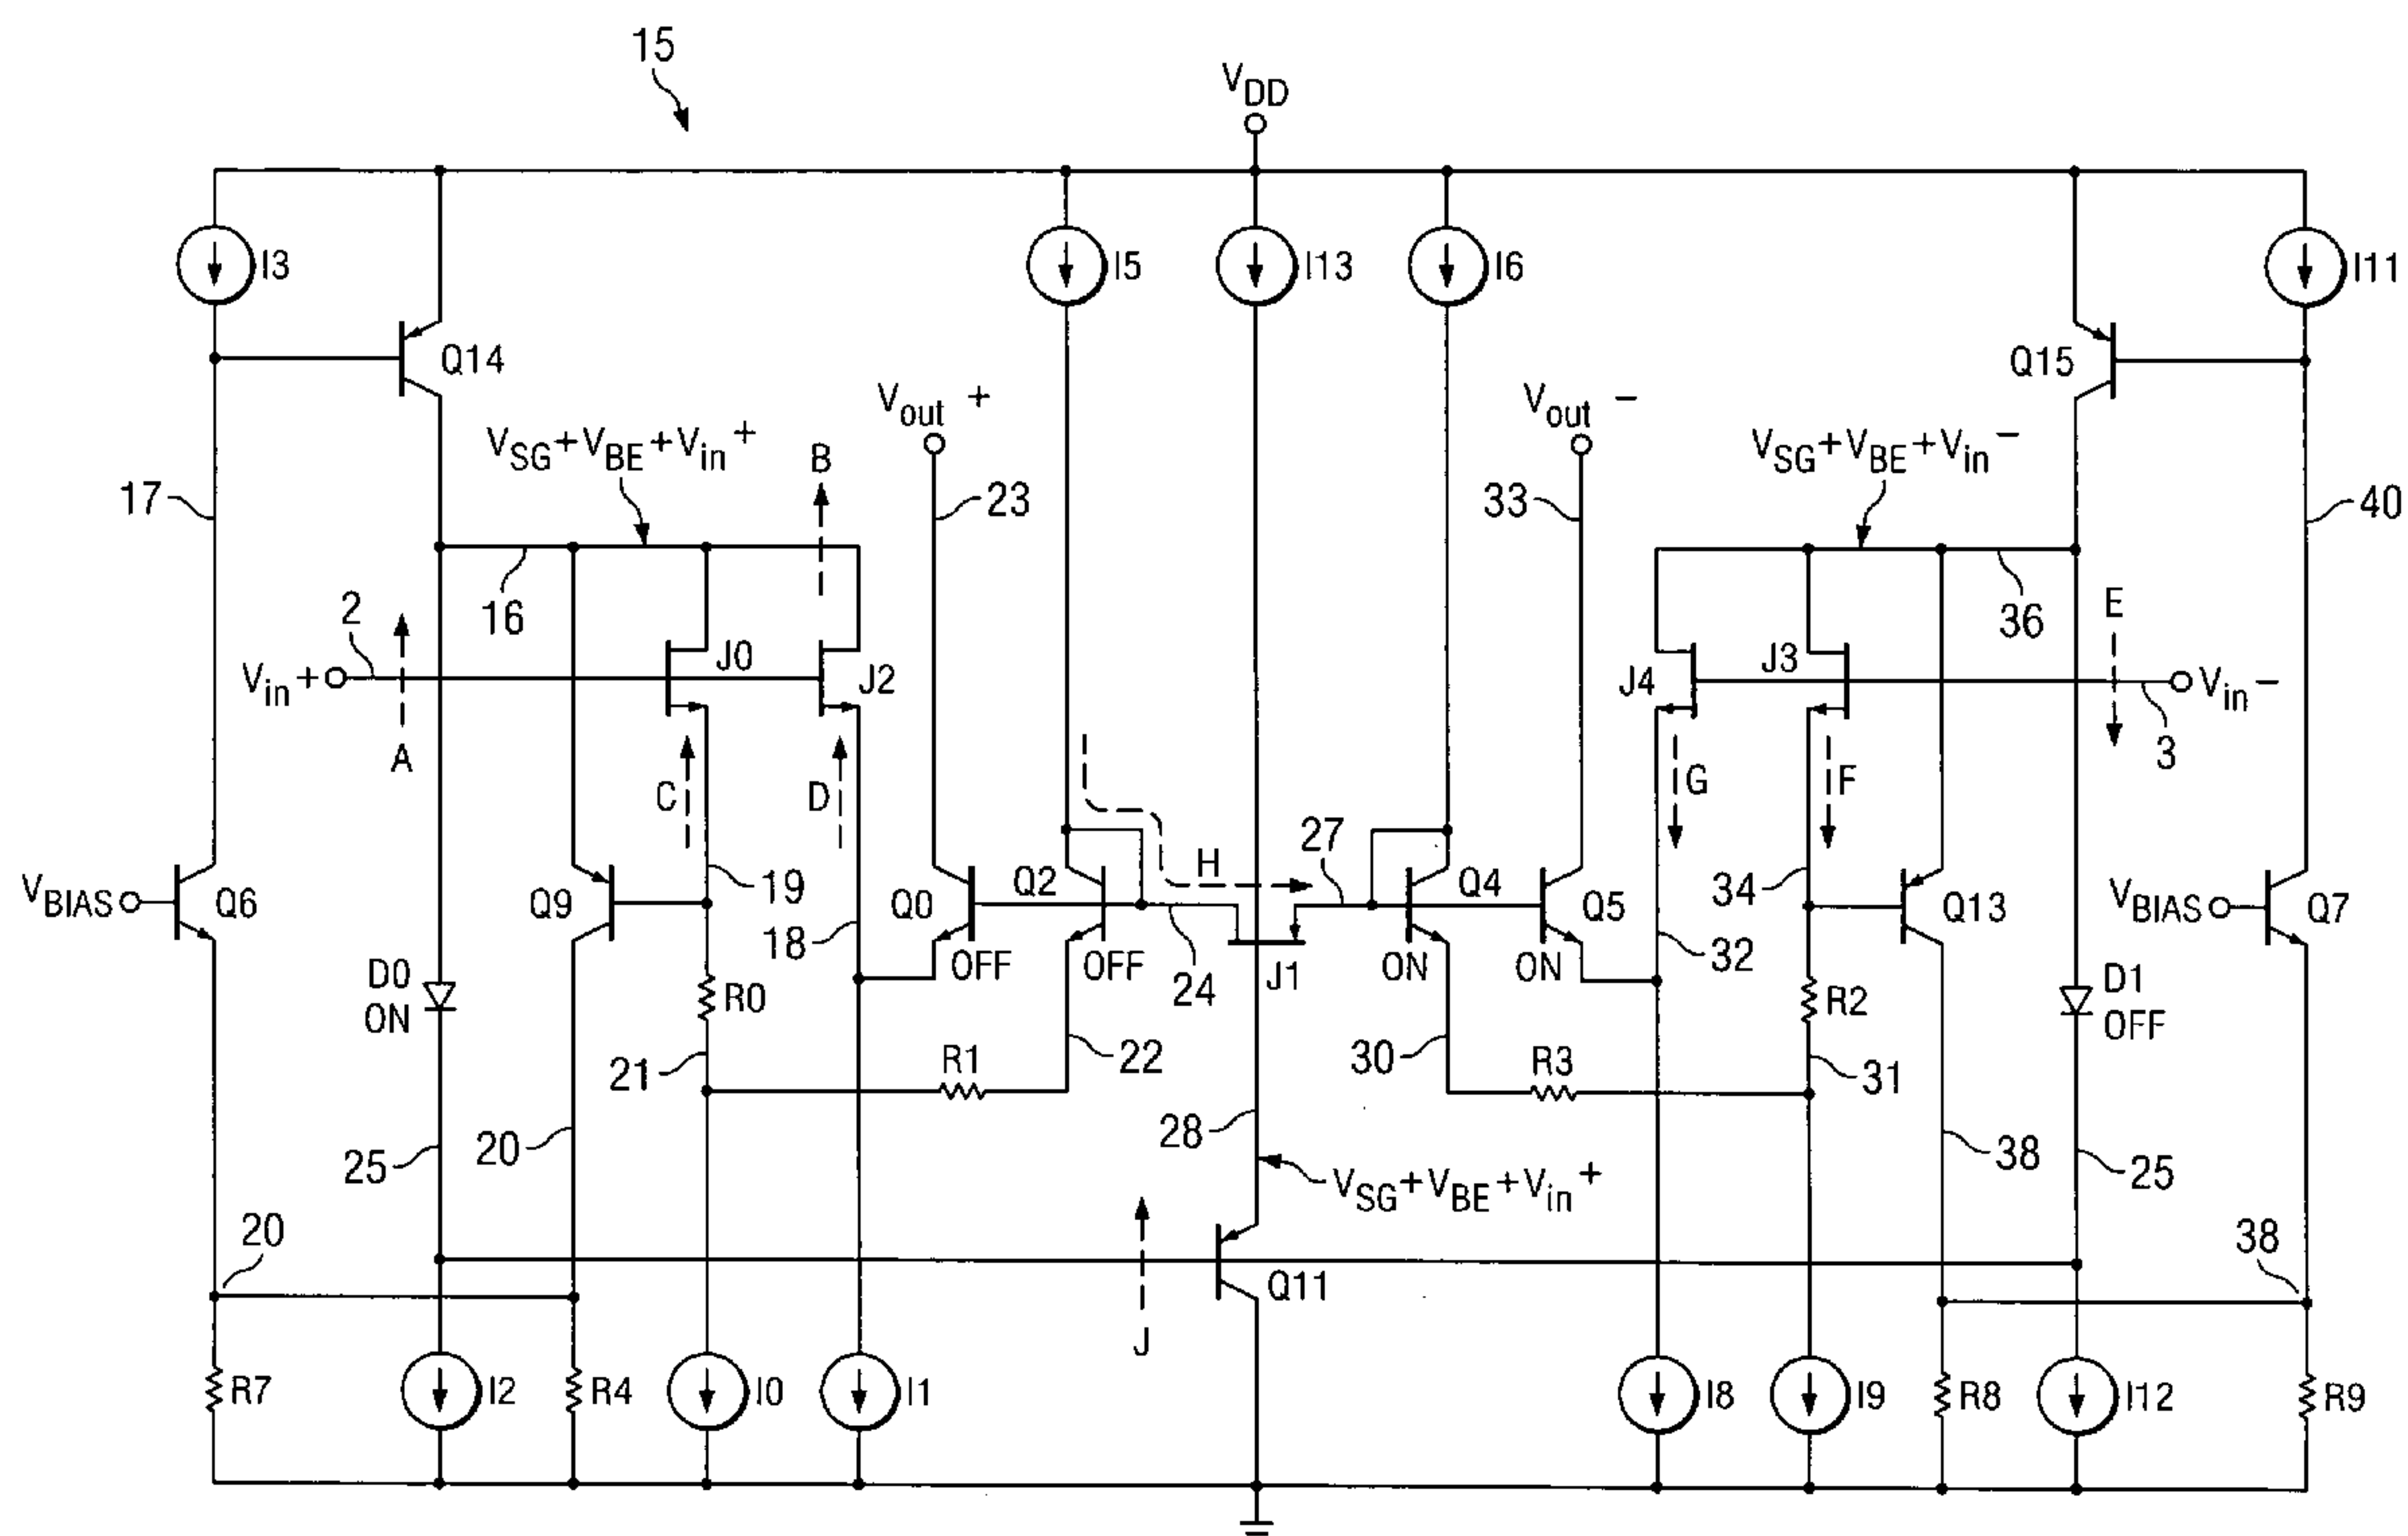 15
VDD
I3
I5
I13
I6
I11
Q14
Q15
Vout +
Vout −
VSG+VBE+Vin+
B
VSG+VBE+Vin−
17
23
33
40
2
16
36
E
Vin+
J0
J2
J4
J3
Vin−
A
3
C
D
G
F
27
H
VBIAS
Q6
Q9
19
Q0
Q2
Q4
Q5
34
Q13
VBIAS
Q7
18
OFF
OFF
24
J1
ON
ON
32
D0
ON
R0
R2
D1
OFF
21
R1
22
30
R3
31
25
20
28
38
25
VSG+VBE+Vin+
20
J
Q11
38
R7
I2
R4
I0
I1
I8
I9
R8
I12
R9